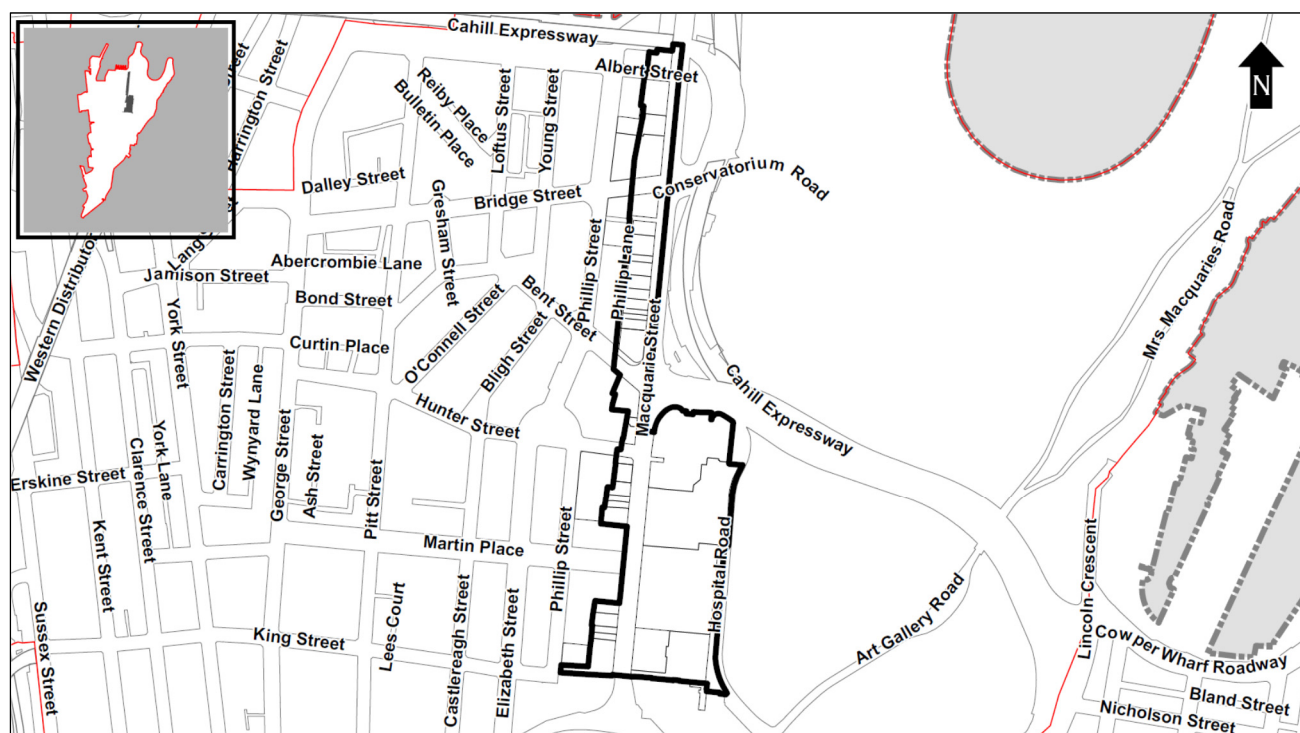 Cahill Expressway
Albert Street
Harrington Street
Street
Reiby Place
Bulletin Place
Loftus Street
Young Street
N
Conservatorium Road
Dalley Street
Bridge Street
Gresham Street
Phillip Street
Phillip Lane
Lang
Western Distributor
Jamison Street
Abercrombie Lane
Bond Street
Bent Street
Mrs Macquaries Road
York Street
Curtin Place
O'Connell Street
Bligh Street
Macquarie Street
Cahill Expressway
Carrington Street
Wynyard Lane
Hunter Street
George Street
Ash Street
York Lane
Clarence Street
Erskine Street
Pitt Street
Kent Street
Martin Place
Phillip Street
Hospital Road
Lincoln Crescent
Art Gallery Road
Sussex Street
King Street
Lees Court
Castlereagh Street
Elizabeth Street
Cowper Wharf Roadway
Bland Street
Nicholson Street